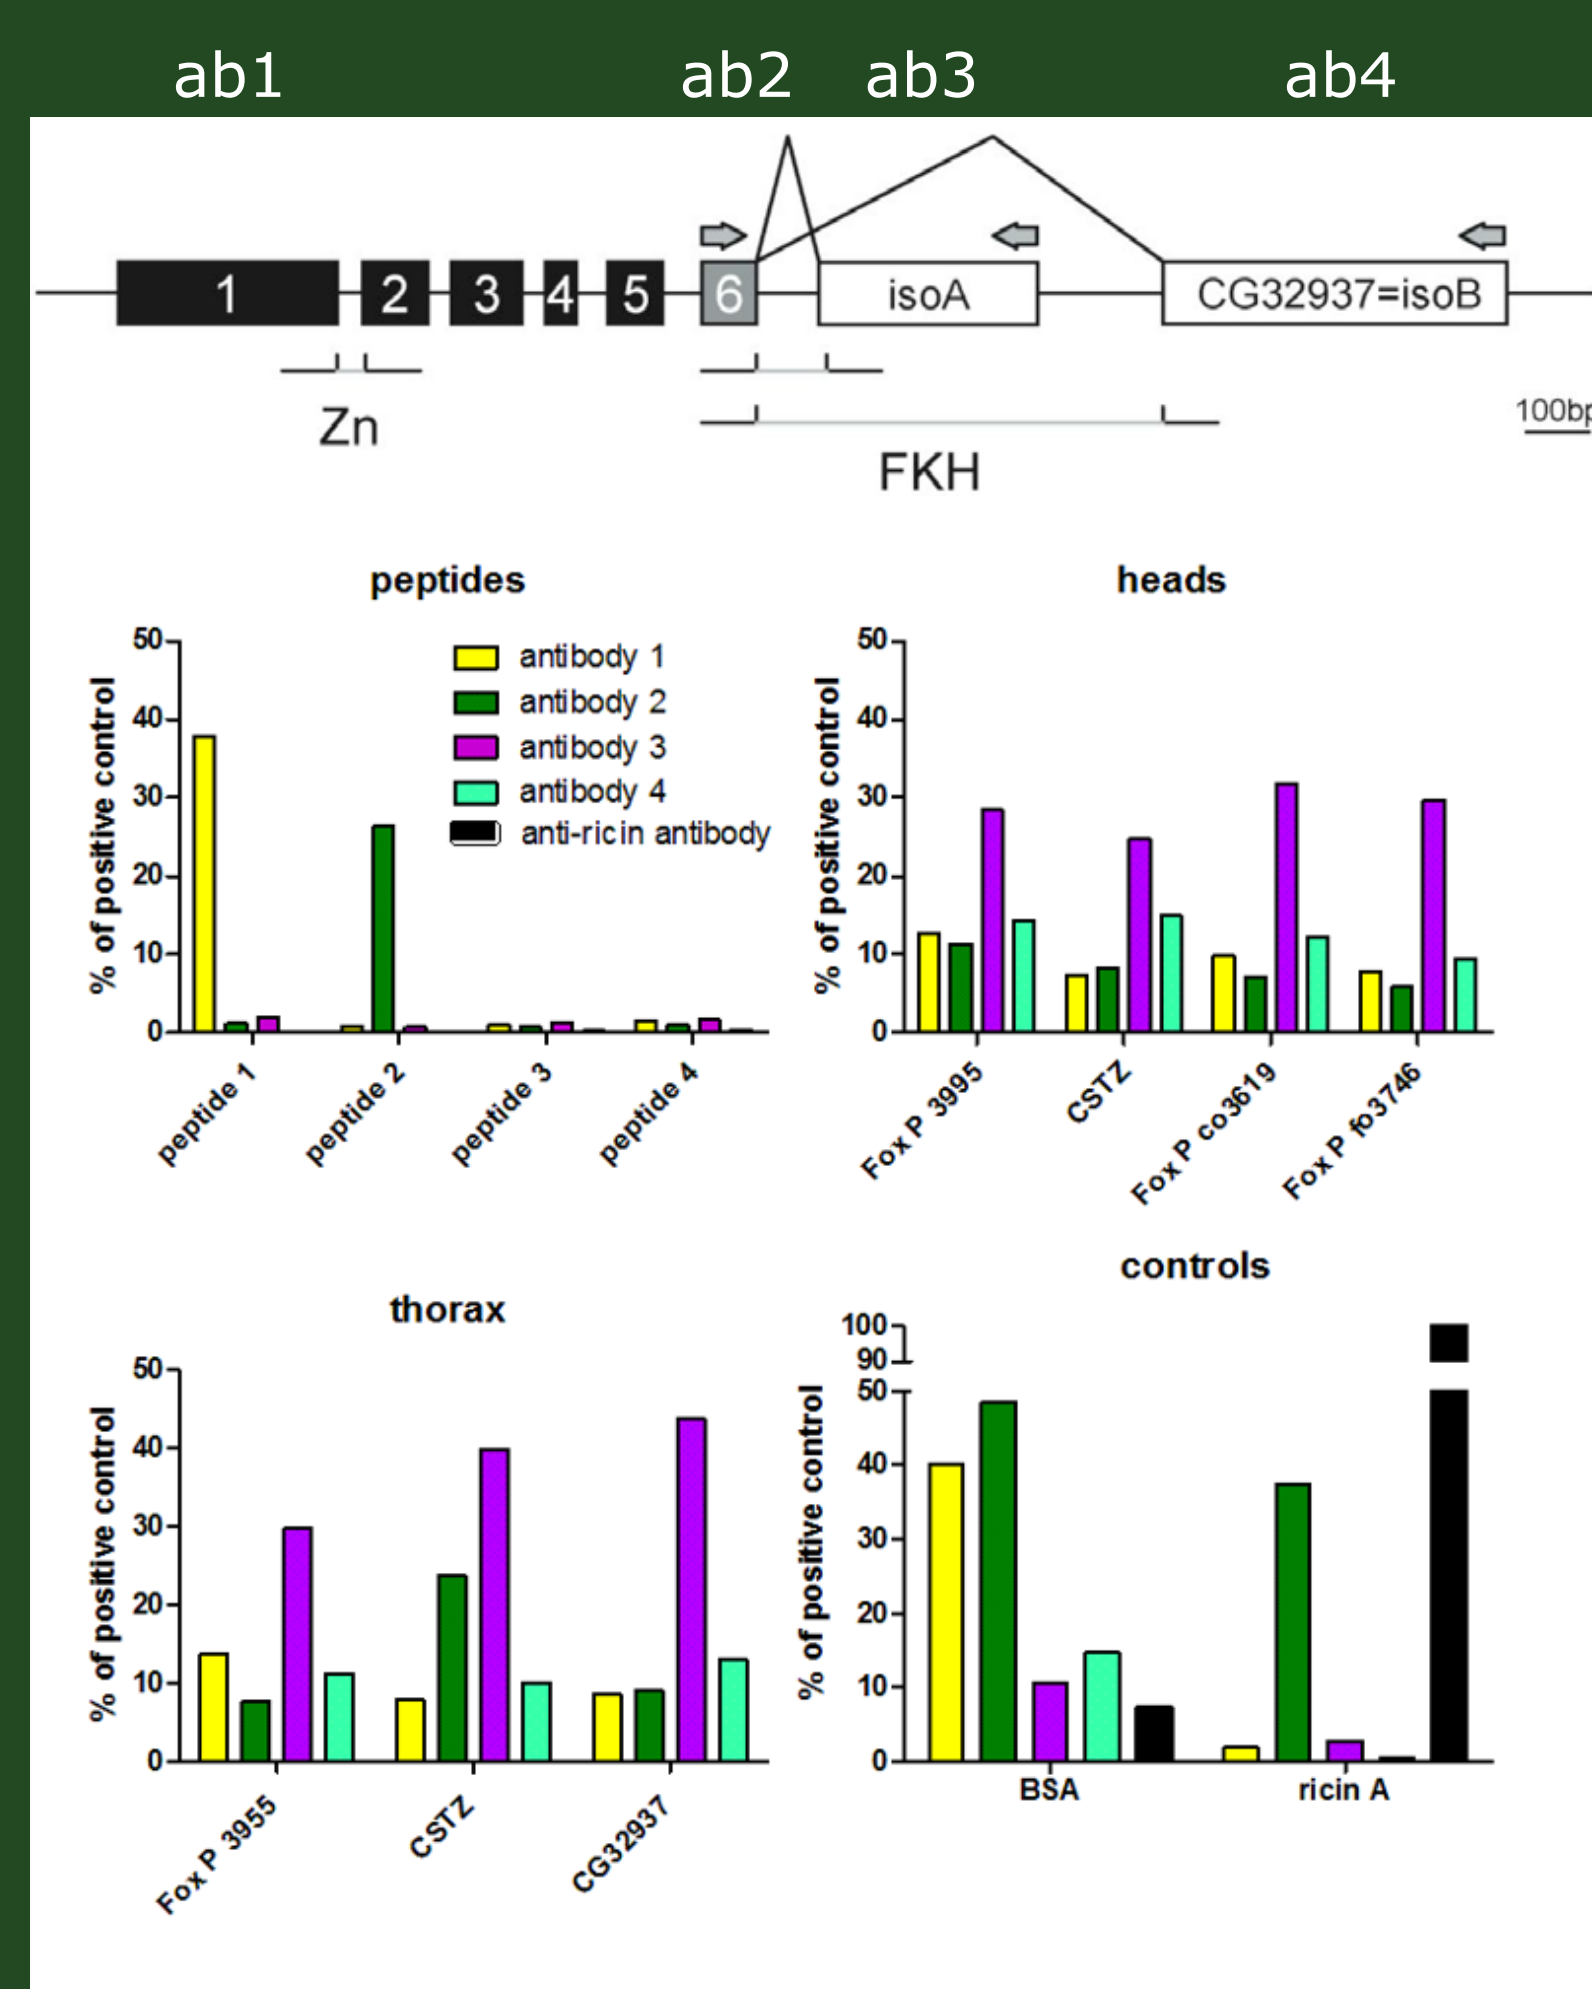 ab1 ab2 ab3 ab4
1 2 3 4 5 6 isoA CG32937=isoB
Zn
100bp
FKH
peptides
50
40
30
20
10
0
% of positive control
antibody 1
antibody 2
antibody 3
antibody 4
anti-ricin antibody
peptide 1
peptide 2
peptide 3
peptide 4
heads
50
40
30
20
10
0
% of positive control
Fox P 3995
CSTZ
Fox P co3619
Fox P fo3746
thorax
50
40
30
20
10
0
% of positive control
Fox P 3955
CSTZ
CG32937
controls
100
90
50
40
30
20
10
0
% of positive control
BSA
ricin A